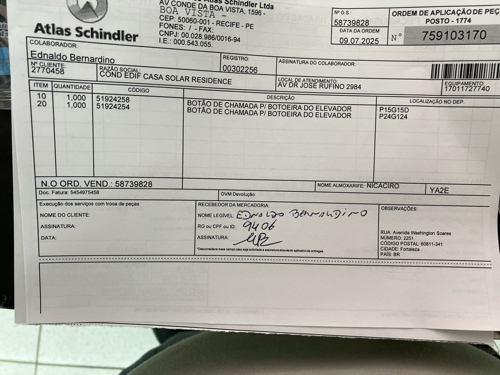 Atlas Schindler
Schindler Ltda
AV CONDE DA BOA VISTA, 1596 -
BOA VISTA -
CEP: 50060-001 - RECIFE - PE
FONES: / - FAX:
CNPJ: 00.028.986/0016-94
I.E.: 000.543.055.
Nº O.S.:
58739828
DATA DA ORDEM
09.07.2025
ORDEM DE APLICAÇÃO DE PEÇ
POSTO - 1774
N° 759103170
COLABORADOR:
Ednaldo Bernardino
REGISTRO
00302256
ASSINATURA DO COLABORADOR:
Nº CLIENTE:
2770458
RAZÃO SOCIAL
COND EDIF CASA SOLAR RESIDENCE
LOCAL DE ATENDIMENTO
AV DR JOSE RUFINO 2984
EQUIPAMENTO
17011727740
ITEM QUANTIDADE CÓDIGO DESCRIÇÃO LOCALIZAÇÃO NO DEP.
10 1,000 51924258 BOTÃO DE CHAMADA P/ BOTOEIRA DO ELEVADOR P15G15D
20 1,000 51924254 BOTÃO DE CHAMADA P/ BOTOEIRA DO ELEVADOR P24G124
N.O ORD. VEND.: 58739828
NOME ALMOXARIFE: NICACIRO
YA2E
Doc. Fatura: 5454975458
OVM Devolução:
Execução dos serviços com troca de peças
NOME DO CLIENTE:
ASSINATURA:
DATA:
RECEBEDOR DA MERCADORIA:
NOME LEGÍVEL: EDNALDO BERNARDINO
RG ou CPF ou ID: 9406
ASSINATURA:
OBSERVAÇÕES:
RUA: Avenida Washington Soares
NÚMERO: 2251
CÓDIGO POSTAL: 60811-341
CIDADE: Fortaleza
PAÍS: BR